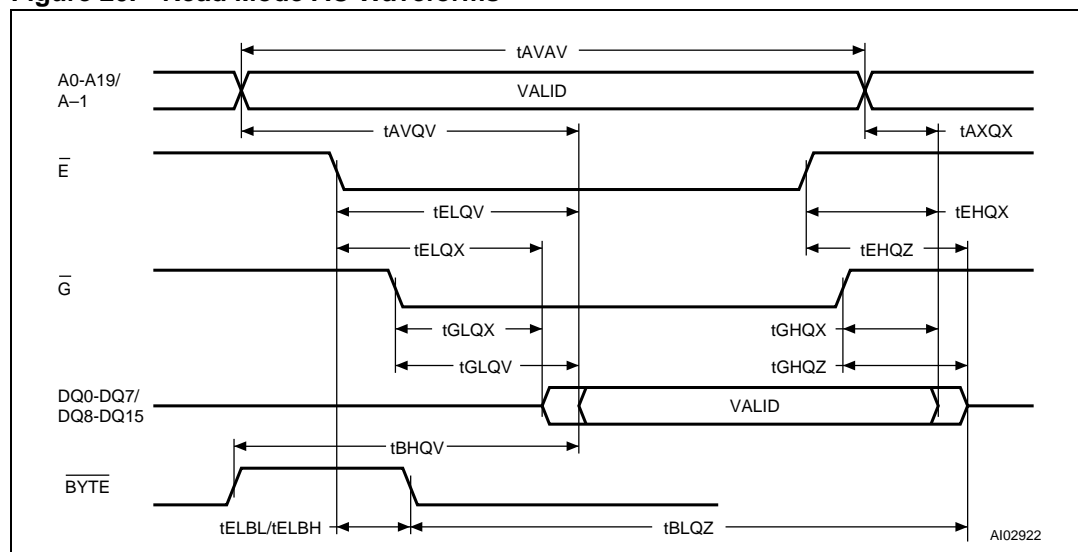 tAVAV
A0-A19/
A–1
VALID
tAVQV
tAXQX
E
tELQV
tEHQX
tELQX
tEHQZ
G
tGLQX
tGHQX
tGLQV
tGHQZ
DQ0-DQ7/
DQ8-DQ15
VALID
tBHQV
BYTE
tELBL/tELBH
tBLQZ
AI02922